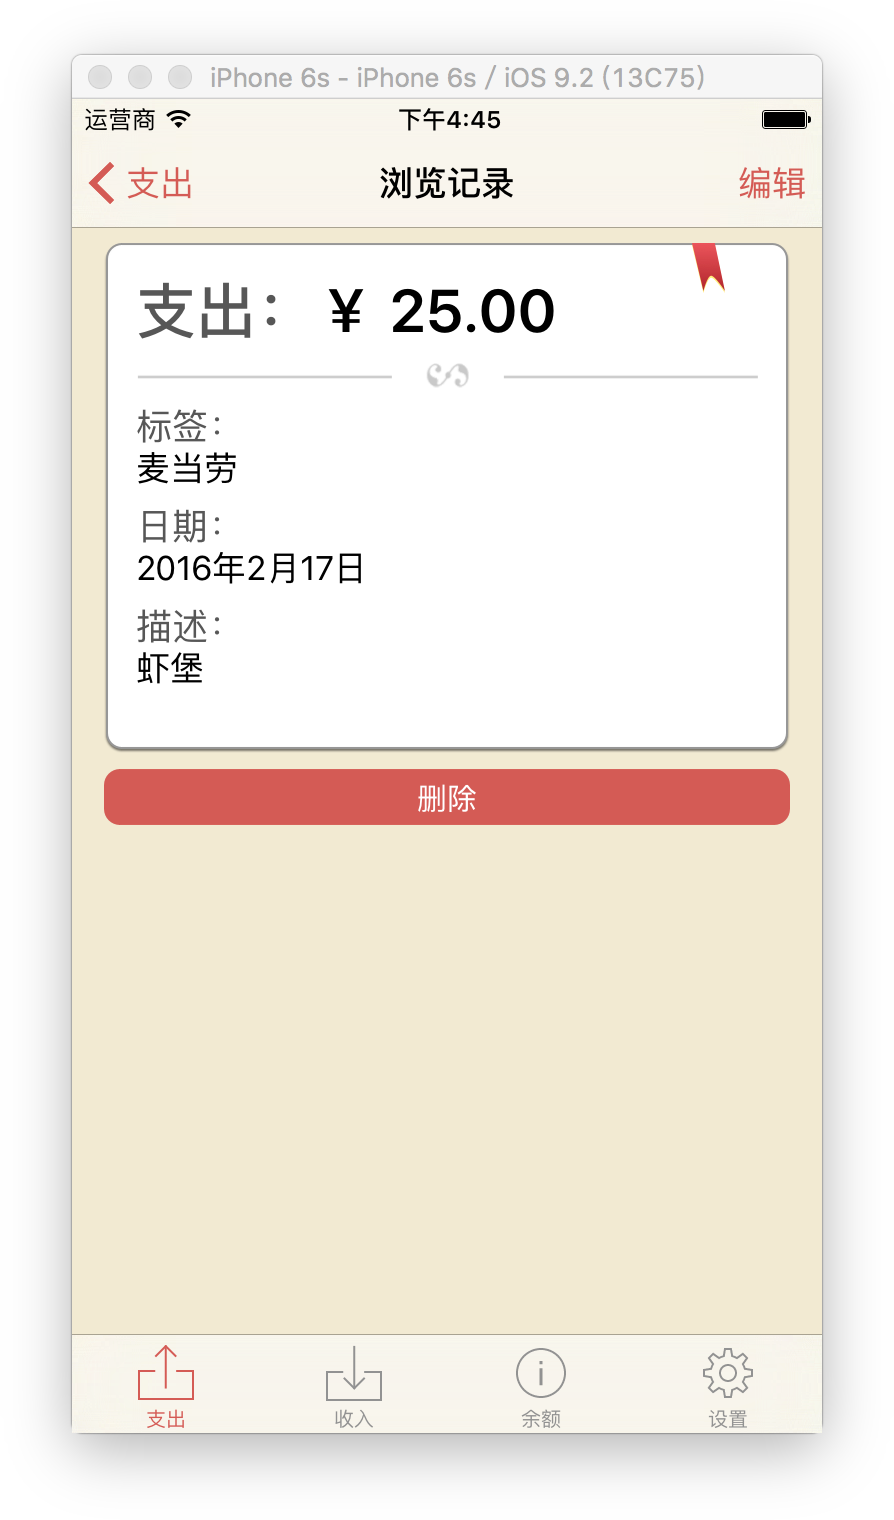 iPhone 6s - iPhone 6s / iOS 9.2 (13C75)
运营商 下午4:45
支出 浏览记录 编辑
支出： ¥ 25.00
标签：
麦当劳
日期：
2016年2月17日
描述：
虾堡
删除
支出 收入 余额 设置